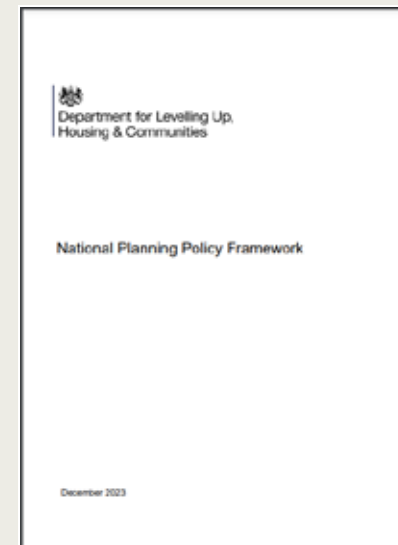 Department for Levelling Up,
Housing & Communities
National Planning Policy Framework
December 2023